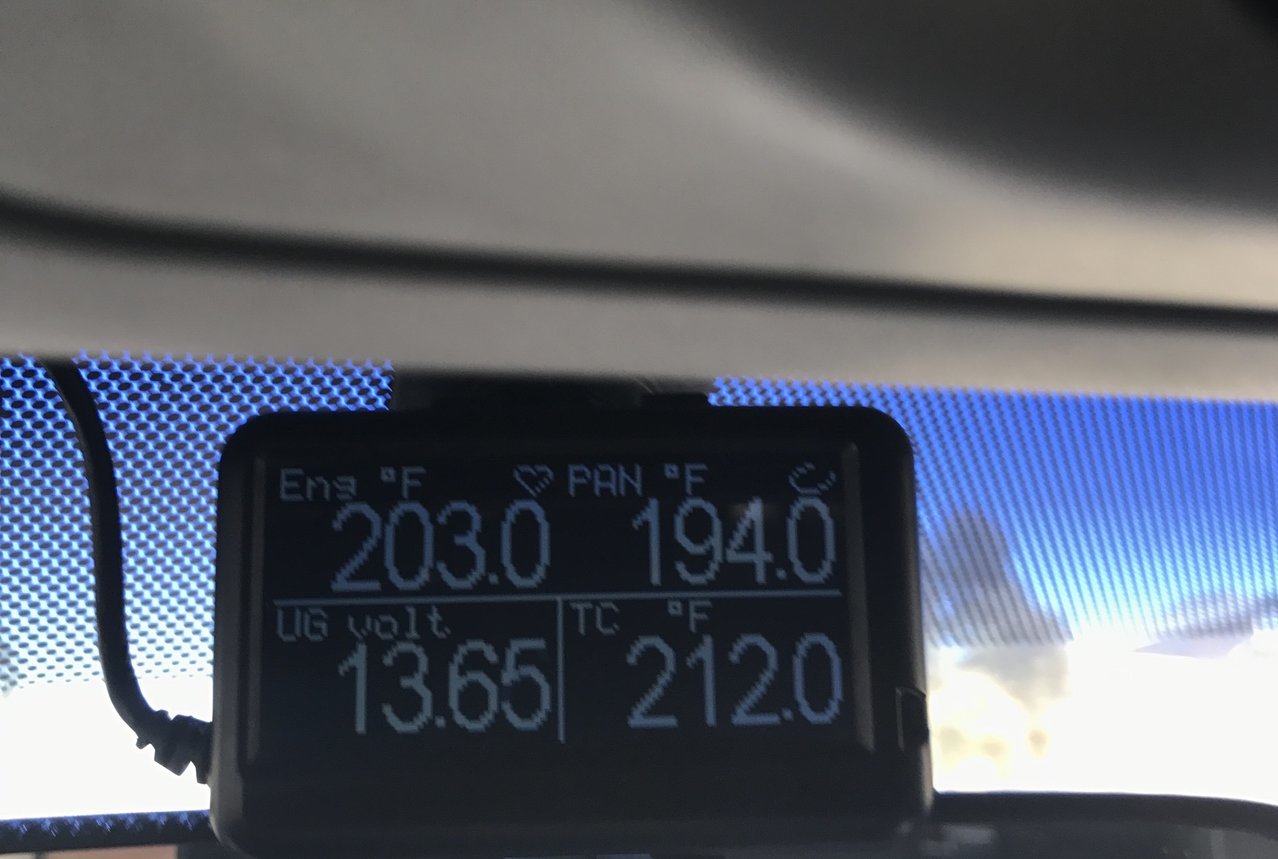 Eng °F PAN °F
203.0 194.0
UG volt TC °F
13.65 212.0